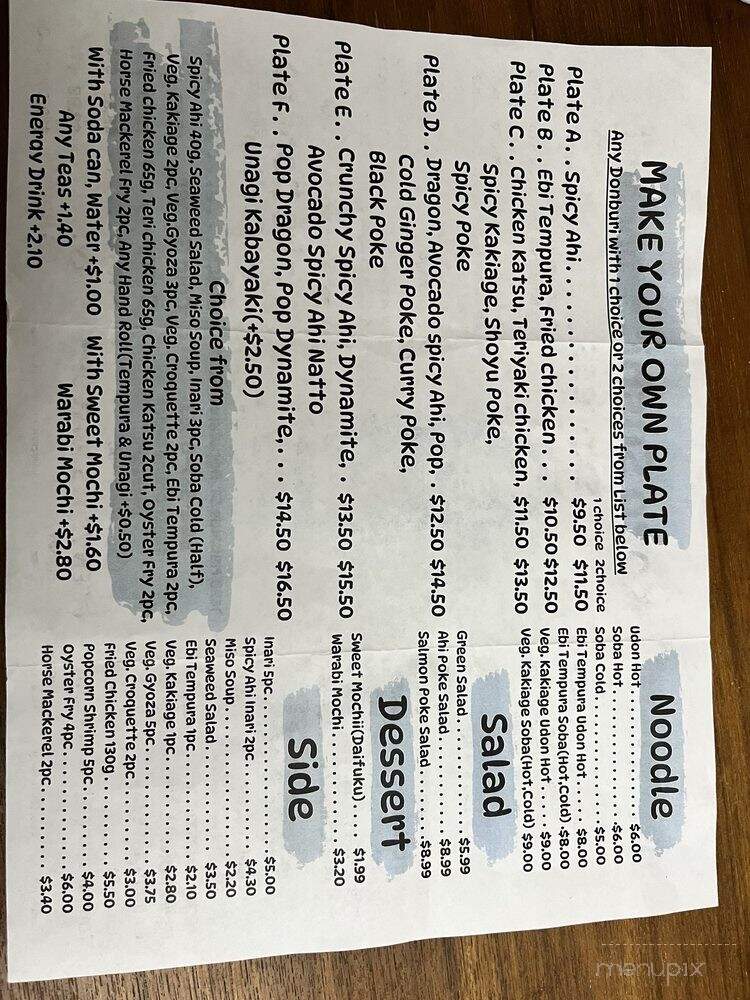 MAKE YOUR OWN PLATE
Any Donburi with 1 choice or 2 choices from List below
1 choice 2choice
Plate A . . Spicy Ahi. . . . . . . . . . . . . . . . . $9.50 $11.50
Plate B. . Ebi Tempura, Fried chicken . . . $10.50 $12.50
Plate C. . Chicken Katsu, Teriyaki chicken, $11.50 $13.50
Spicy Kakiage, Shoyu Poke,
Spicy Poke
Plate D. . Dragon, Avocado spicy Ahi, Pop, . . $12.50 $14.50
Cold Ginger Poke, Curry Poke,
Black Poke
Plate E. . Crunchy Spicy Ahi, Dynamite, . $13.50 $15.50
Avocado Spicy Ahi Natto
Plate F. . Pop Dragon, Pop Dynamite, . . . $14.50 $16.50
Unagi Kabayaki(+$2.50)
Choice from
Spicy Ahi 40g, Seaweed Salad, Miso Soup, Inari 3pc, Soba Cold (Half),
Veg. Kakiage 2pc, Veg.Gyoza 3pc, Veg. Croquette 2pc, Ebi Tempura 2pc,
Fried chicken 65g, Teri chicken 65g, Chicken Katsu 2cut, Oyster Fry 2pc,
Horse Mackerel Fry 2pc, Any Hand Roll(Tempura & Unagi +$0.50)
With Soda can, Water +$1.00 With Sweet Mochi +$1.60
Any Teas +1.40 Warabi Mochi +$2.80
Energy Drink +2.10
Noodle
Udon Hot. . . . . . . . . . . . . . . . $6.00
Soba Hot. . . . . . . . . . . . . . . . $6.00
Soba Cold. . . . . . . . . . . . . . . $5.00
Ebi Tempura Udon Hot . . . . . $8.00
Ebi Tempura Soba(Hot,Cold) .$8.00
Veg. Kakiage Udon Hot . . . . $9.00
Veg. Kakiage Soba(Hot,Cold) $9.00
Salad
Green Salad. . . . . . . . . . . . . $5.99
Ahi Poke Salad . . . . . . . . . . $8.99
Salmon Poke Salad . . . . . . . $8.99
Dessert
Sweet Mochii(Daifuku) . . . . $1.99
Warabi Mochi . . . . . . . . . . . $3.20
Side
Inari 5pc. . . . . . . . . . . . . . . $5.00
Spicy Ahi Inari 2pc. . . . . . . . $4.30
Miso Soup. . . . . . . . . . . . . . $2.20
Seaweed Salad. . . . . . . . . . . $3.50
Ebi Tempura 1pc . . . . . . . . . $2.10
Veg. Kakiage 1pc . . . . . . . . . $2.80
Veg. Gyoza 5pc. . . . . . . . . . . $3.75
Veg. Croquette 2pc. . . . . . . . $3.00
Fried Chicken 130g . . . . . . . . $5.50
Popcorn Shrimp 5pc . . . . . . . $4.00
Oyster Fry 4pc. . . . . . . . . . . $6.00
Horse Mackerel 2pc. . . . . . . . $3.40
menupix